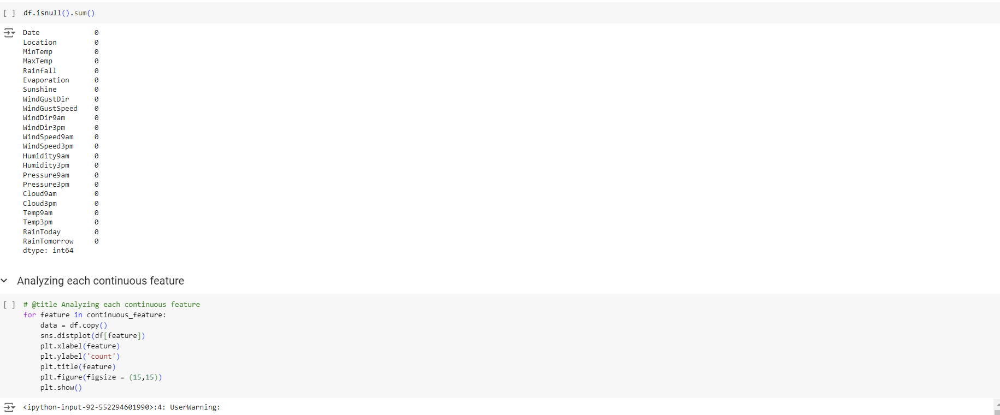 [ ] df.isnull().sum()
Date 0
Location 0
MinTemp 0
MaxTemp 0
Rainfall 0
Evaporation 0
Sunshine 0
WindGustDir 0
WindGustSpeed 0
WindDir9am 0
WindDir3pm 0
WindSpeed9am 0
WindSpeed3pm 0
Humidity9am 0
Humidity3pm 0
Pressure9am 0
Pressure3pm 0
Cloud9am 0
Cloud3pm 0
Temp9am 0
Temp3pm 0
RainToday 0
RainTomorrow 0
dtype: int64
Analyzing each continuous feature
[ ] # @title Analyzing each continuous feature
for feature in continuous_feature:
    data = df.copy()
    sns.distplot(df[feature])
    plt.xlabel(feature)
    plt.ylabel('count')
    plt.title(feature)
    plt.figure(figsize = (15,15))
    plt.show()
<ipython-input-92-552294601990>:4: UserWarning: